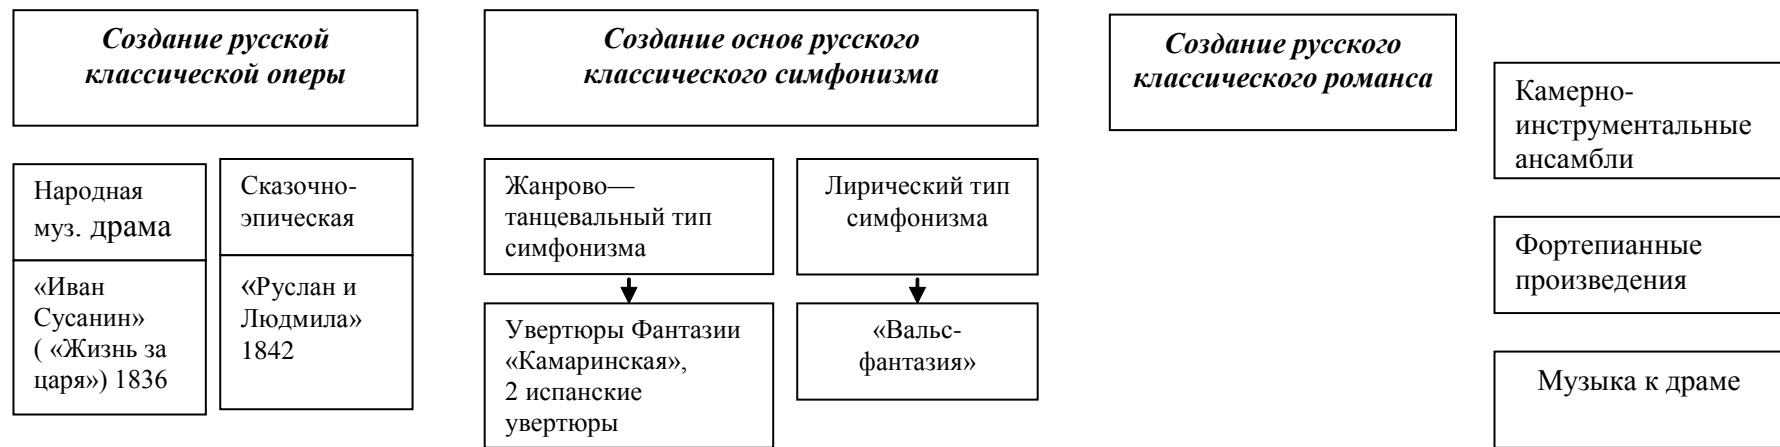 Создание русской
классической оперы
Создание основ русского
классического симфонизма
Создание русского
классического романса
Камерно-
инструментальные
ансамбли
Народная
муз. драма
Сказочно-
эпическая
Жанрово—
танцевальный тип
симфонизма
Лирический тип
симфонизма
Фортепианные
произведения
«Иван
Сусанин»
( «Жизнь за
царя») 1836
«Руслан и
Людмила»
1842
Увертюры Фантазии
«Камаринская»,
2 испанские
увертюры
«Вальс-
фантазия»
Музыка к драме